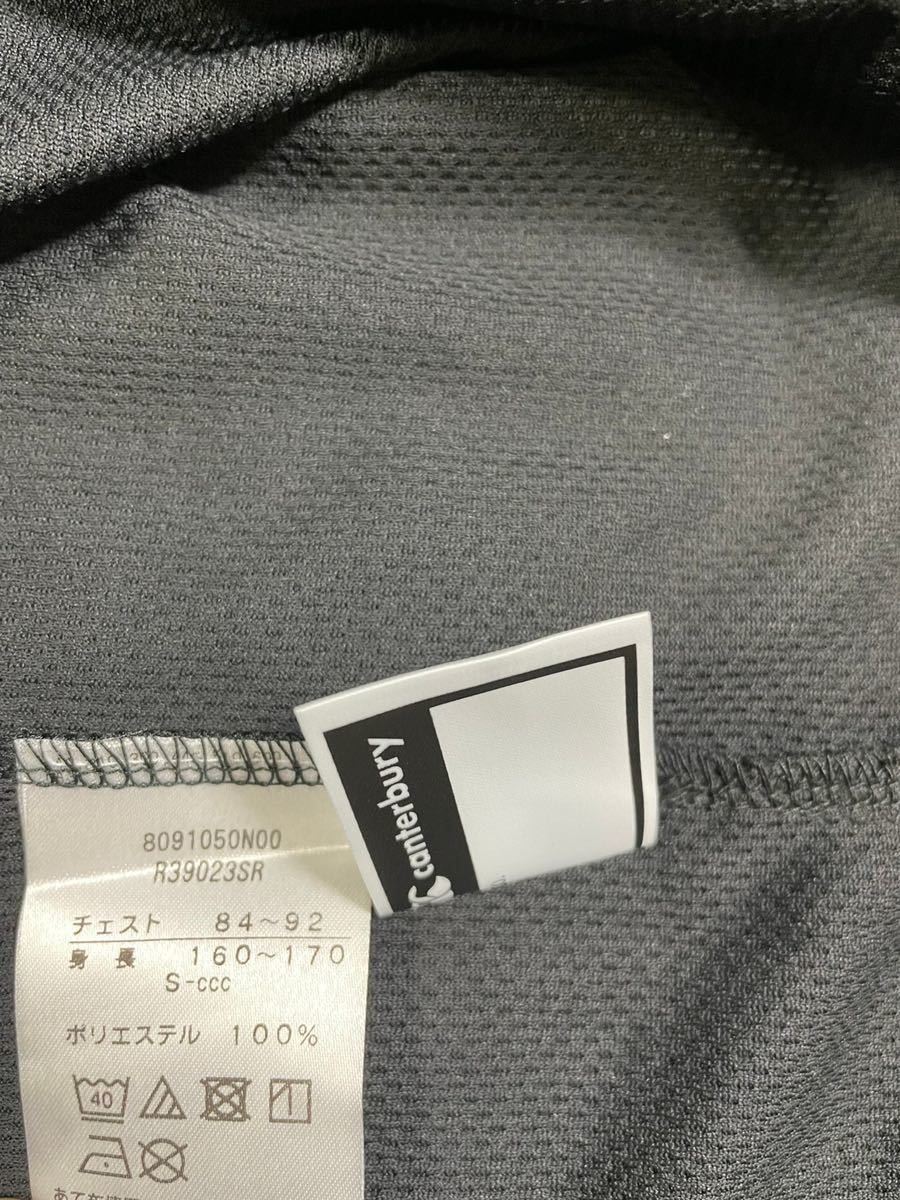 canterbury
8091050N00
R39023SR
チェスト 84～92
身 長 160～170
S-ccc
ポリエステル 100%
40